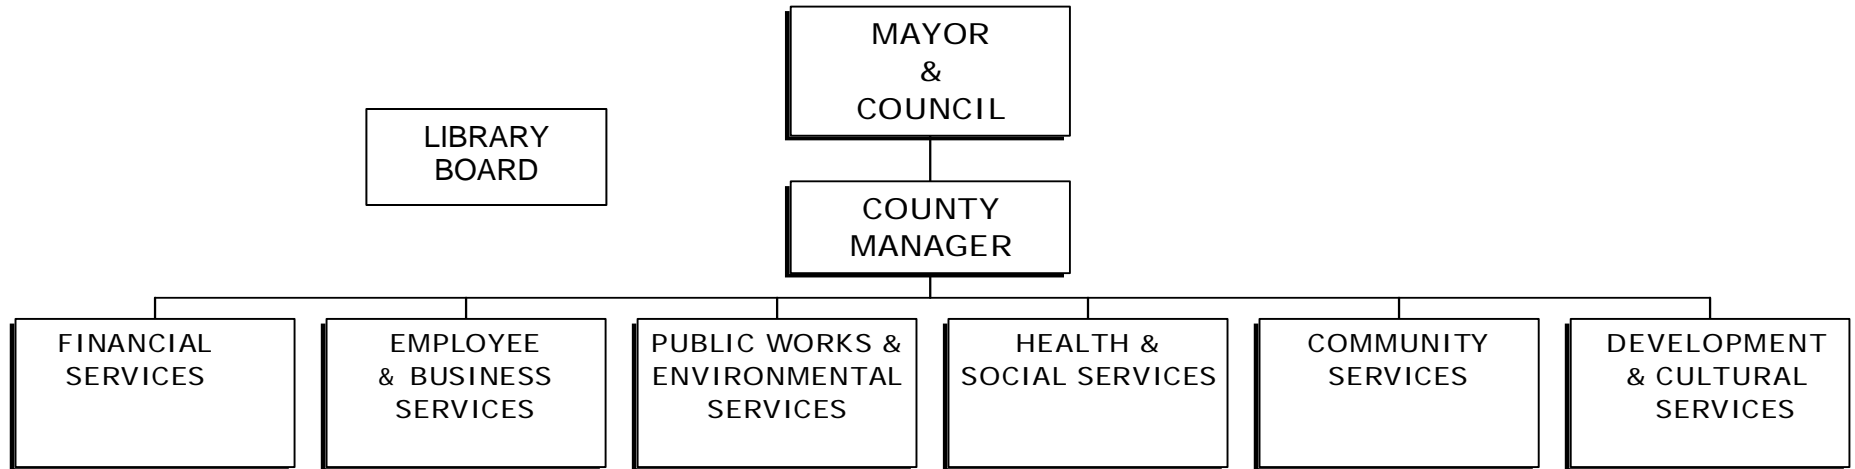 MAYOR
&
COUNCIL
LIBRARY
BOARD
COUNTY
MANAGER
FINANCIAL
SERVICES
EMPLOYEE
& BUSINESS
SERVICES
PUBLIC WORKS &
ENVIRONMENTAL
SERVICES
HEALTH &
SOCIAL SERVICES
COMMUNITY
SERVICES
DEVELOPMENT
& CULTURAL
SERVICES